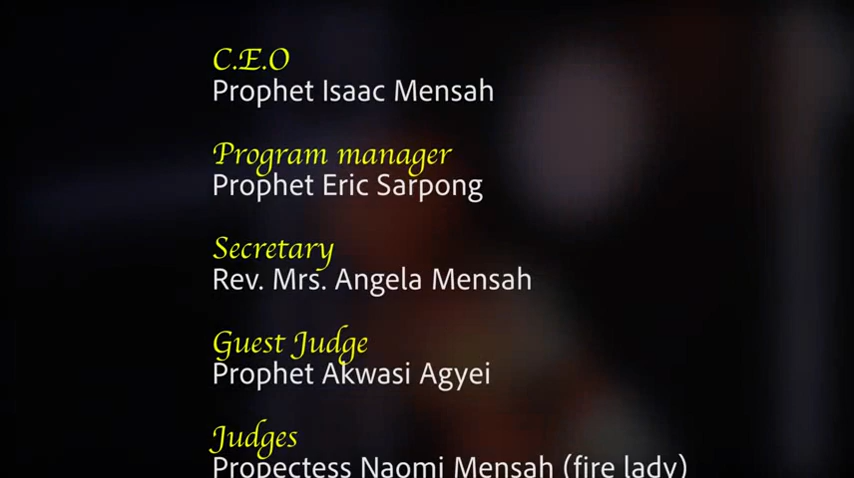 C.E.O
Prophet Isaac Mensah
Program manager
Prophet Eric Sarpong
Secretary
Rev. Mrs. Angela Mensah
Guest Judge
Prophet Akwasi Agyei
Judges
Propectess Naomi Mensah (fire lady)